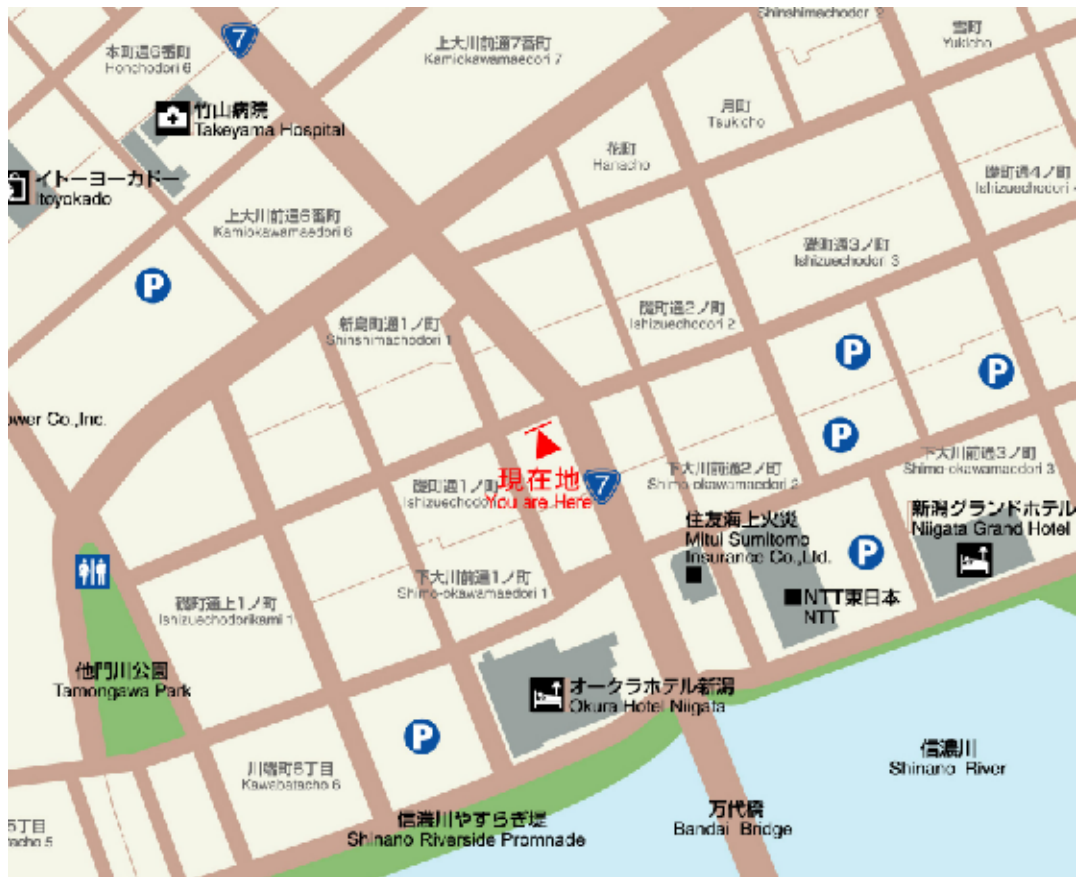 Shinshimachodori 2
雪町
Yukicho
7
上大川前通7番町
Kamiokawamaedori 7
本町通6番町
Honchodori 6
月町
Tsukicho
竹山病院
Takeyama Hospital
花町
Hanacho
礎町通4ノ町
Ishizuechodori 4
イトーヨーカドー
Itoyokado
上大川前通6番町
Kamiokawamaedori 6
礎町通3ノ町
Ishizuechodori 3
P
礎町通2ノ町
Ishizuechodori 2
新島町通1ノ町
Shinshimachodori 1
P
P
ower Co.,Inc.
P
下大川前通3ノ町
Shimo-okawamaedori 3
下大川前通2ノ町
Shimo-okawamaedori 2
現在地
You are Here
7
礎町通1ノ町
Ishizuechodo
新潟グランドホテル
Niigata Grand Hotel
住友海上火災
Mitui Sumitomo
Insurance Co.,Ltd.
P
下大川前通1ノ町
Shimo-okawamaedori 1
NTT東日本
NTT
礎町通上1ノ町
Ishizuechodorikami 1
他門川公園
Tamongawa Park
オークラホテル新潟
Okura Hotel Niigata
P
信濃川
Shinano River
川端町6丁目
Kawabatacho 6
信濃川やすらぎ堤
Shinano Riverside Promnade
万代橋
Bandai Bridge
5丁目
acho 5